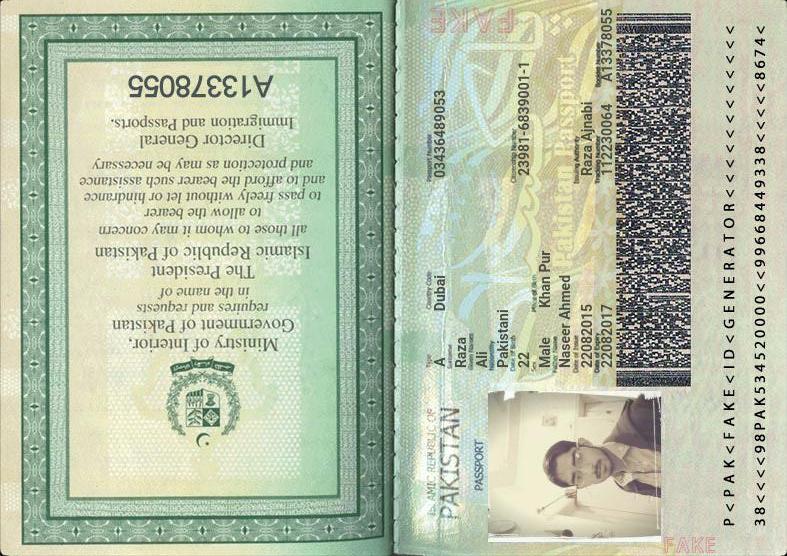 Ministry of Interior,
Government of Pakistan
requires and requests
in the name of
The President
Islamic Republic of Pakistan
all those to whom it may concern
to allow the bearer
to pass freely without let or hindrance
and to afford the bearer such assistance
and protection as may be necessary
Director General
Immigration and Passports.
A13378055
FAKE
ISLAMIC REPUBLIC OF
PAKISTAN
PASSPORT
Pakistan Passport
Type Country Code Passport Number
A Dubai 03436489053
Raza
Given Names
Ali
Nationality
Pakistani
Date of Birth Citizenship Number
22 23981-6839001-1
Sex Place of Birth
Male Khan Pur
Father Name
Naseer Ahmed
Date of Issue Issuing Authority
22082015 Raza Ajnabi
Date of Expiry Tracking Number Booklet Number
22082017 112230064 A13378055
FAKE
P<PAK<FAKE<ID<GENERATOR<<<<<<<<<<<<<
38<<<<98PAK534520000<<99668449338<<<<<8674<